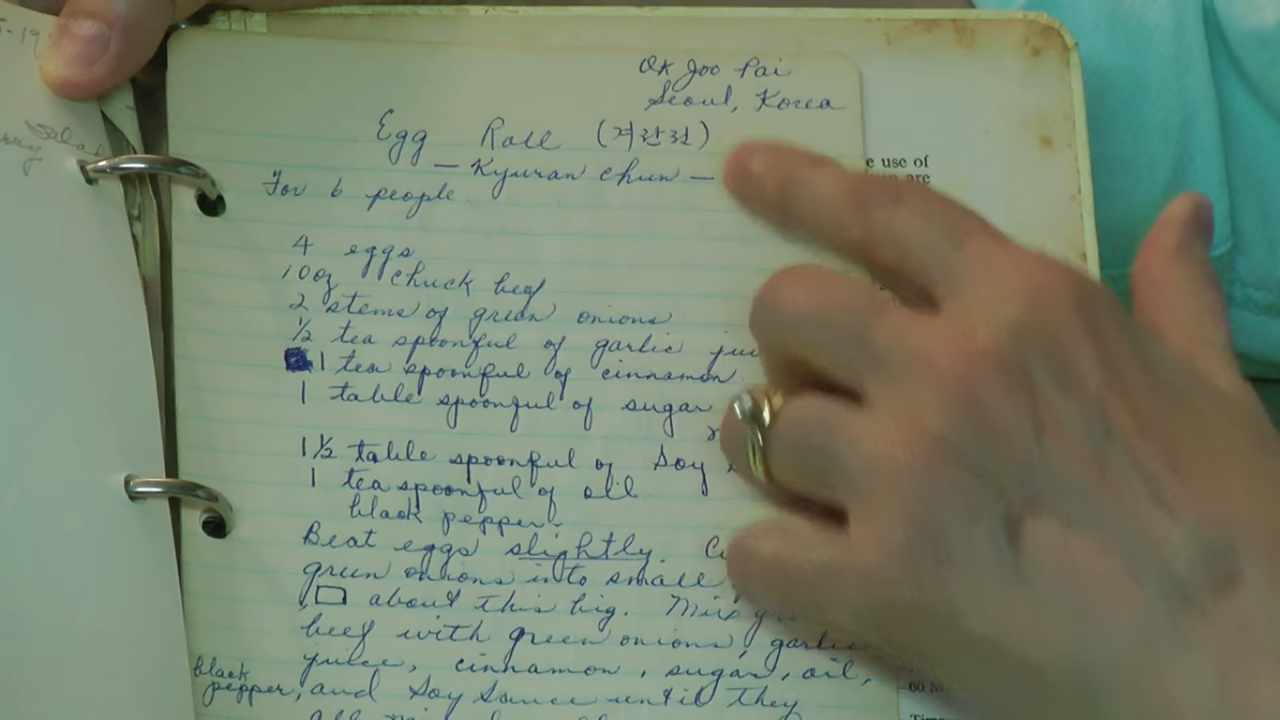 Ok Joo Pai
Seoul, Korea
Egg Roll (겨란전)
— Kyuran chun —
For 6 people
4 eggs
10oz chuck beef
2 stems of green onions
½ tea spoonful of garlic
1 tea spoonful of cinnamon
1 table spoonful of sugar
1½ table spoonful of soy
1 tea spoonful of oil
black pepper
Beat eggs slightly.
green onions into small
about this big. Mix
beef with green onions, garlic
juice, cinnamon, sugar, oil,
black
pepper, and soy sauce until they
e use of
are
Salad